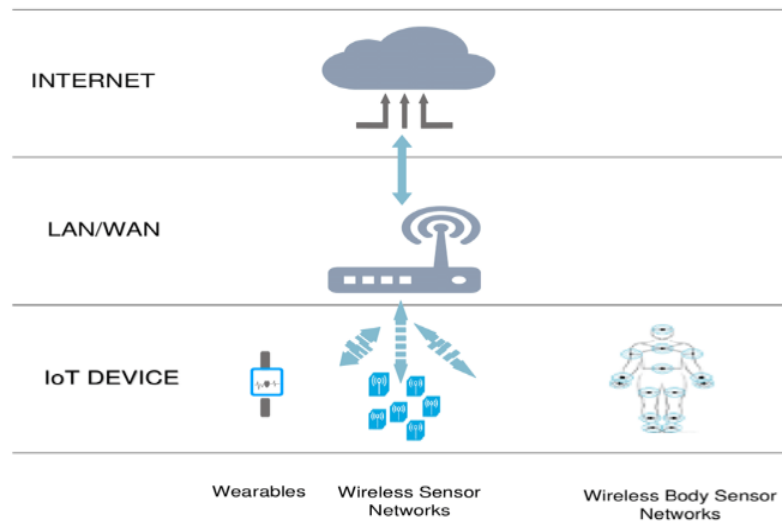 INTERNET
LAN/WAN
IoT DEVICE
Wearables
Wireless Sensor
Networks
Wireless Body Sensor
Networks